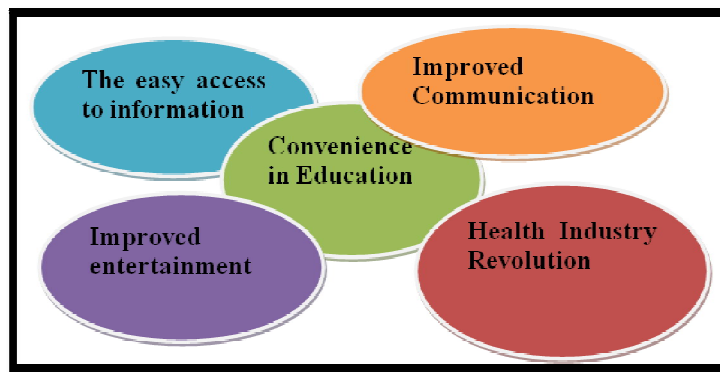 The easy access
to information
Improved
Communication
Convenience
in Education
Improved
entertainment
Health Industry
Revolution